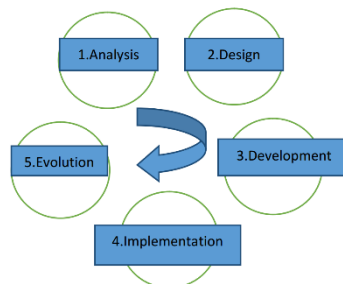 1.Analysis
2.Design
3.Development
4.Implementation
5.Evolution